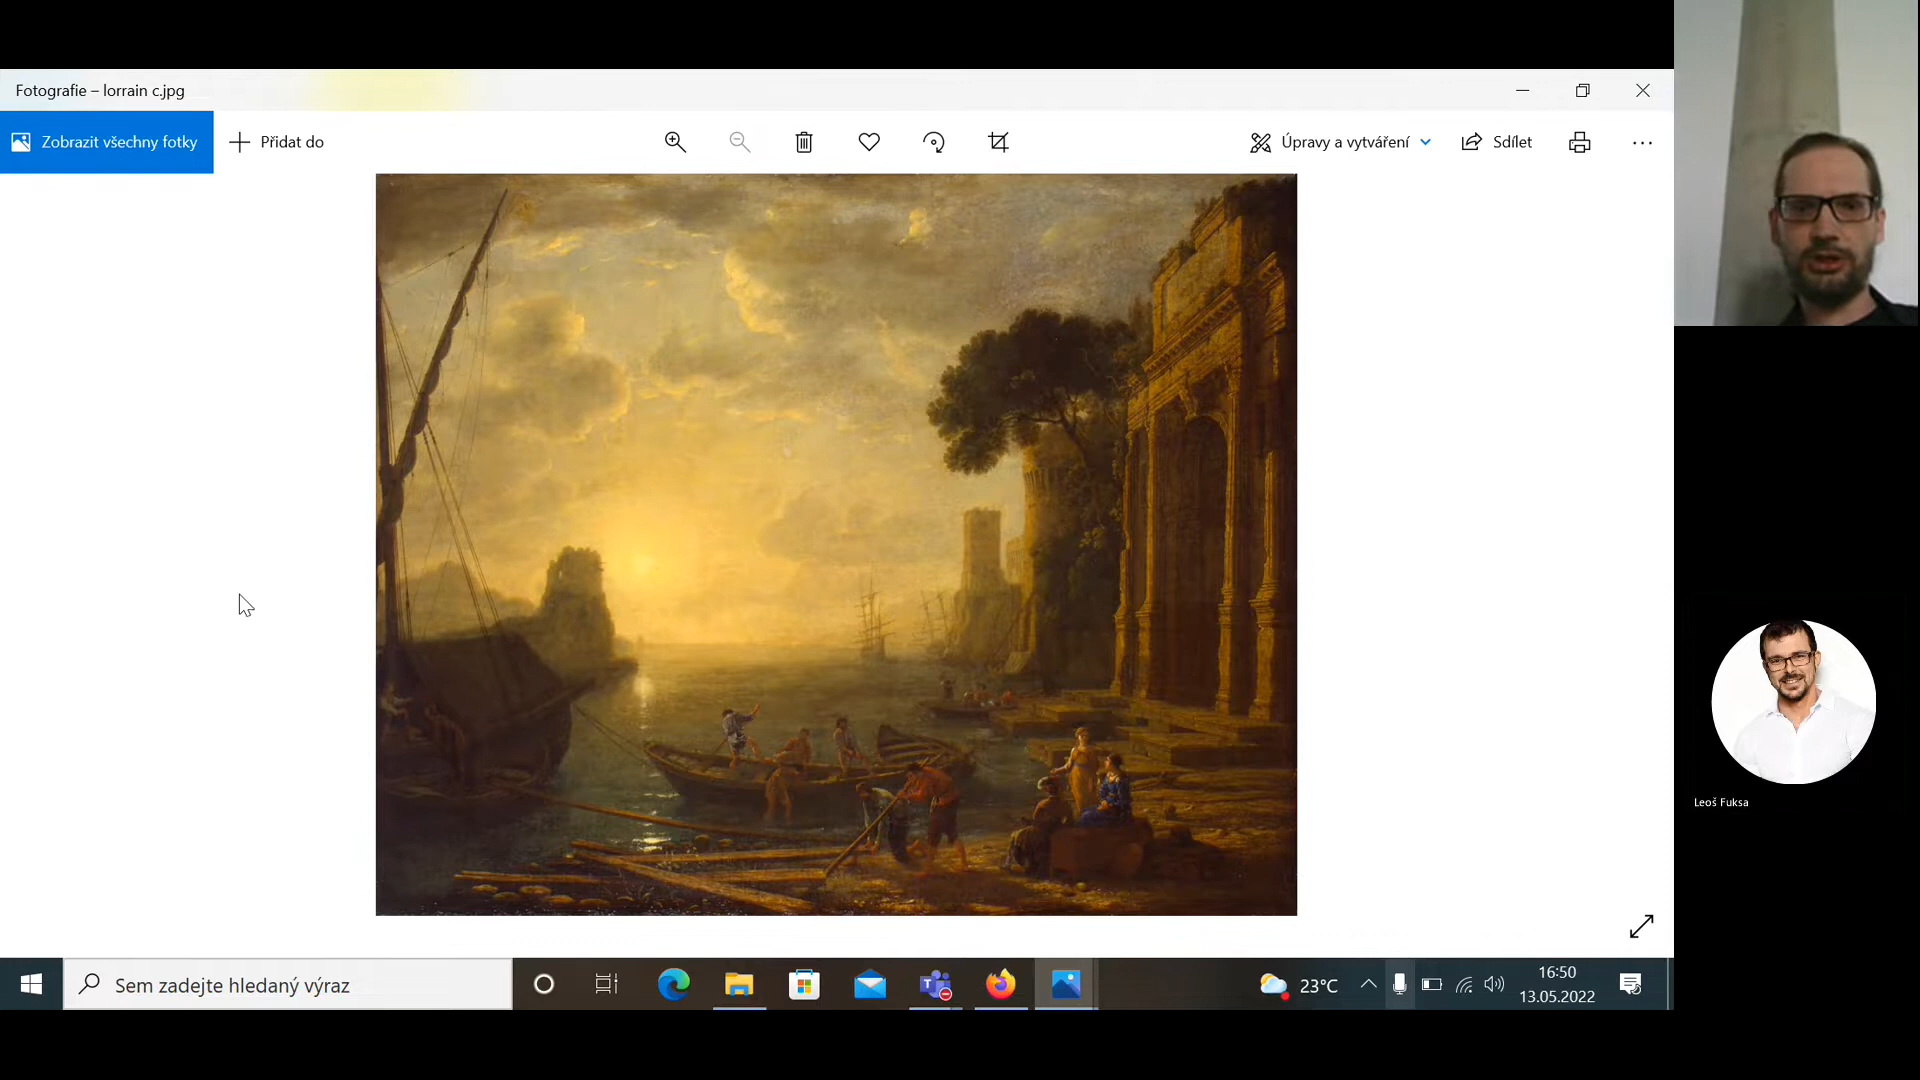 Fotografie – lorrain c.jpg
Zobrazit všechny fotky
Přidat do
Úpravy a vytváření
Sdílet
Leoš Fuksa
Sem zadejte hledaný výraz
23°C
16:50
13.05.2022